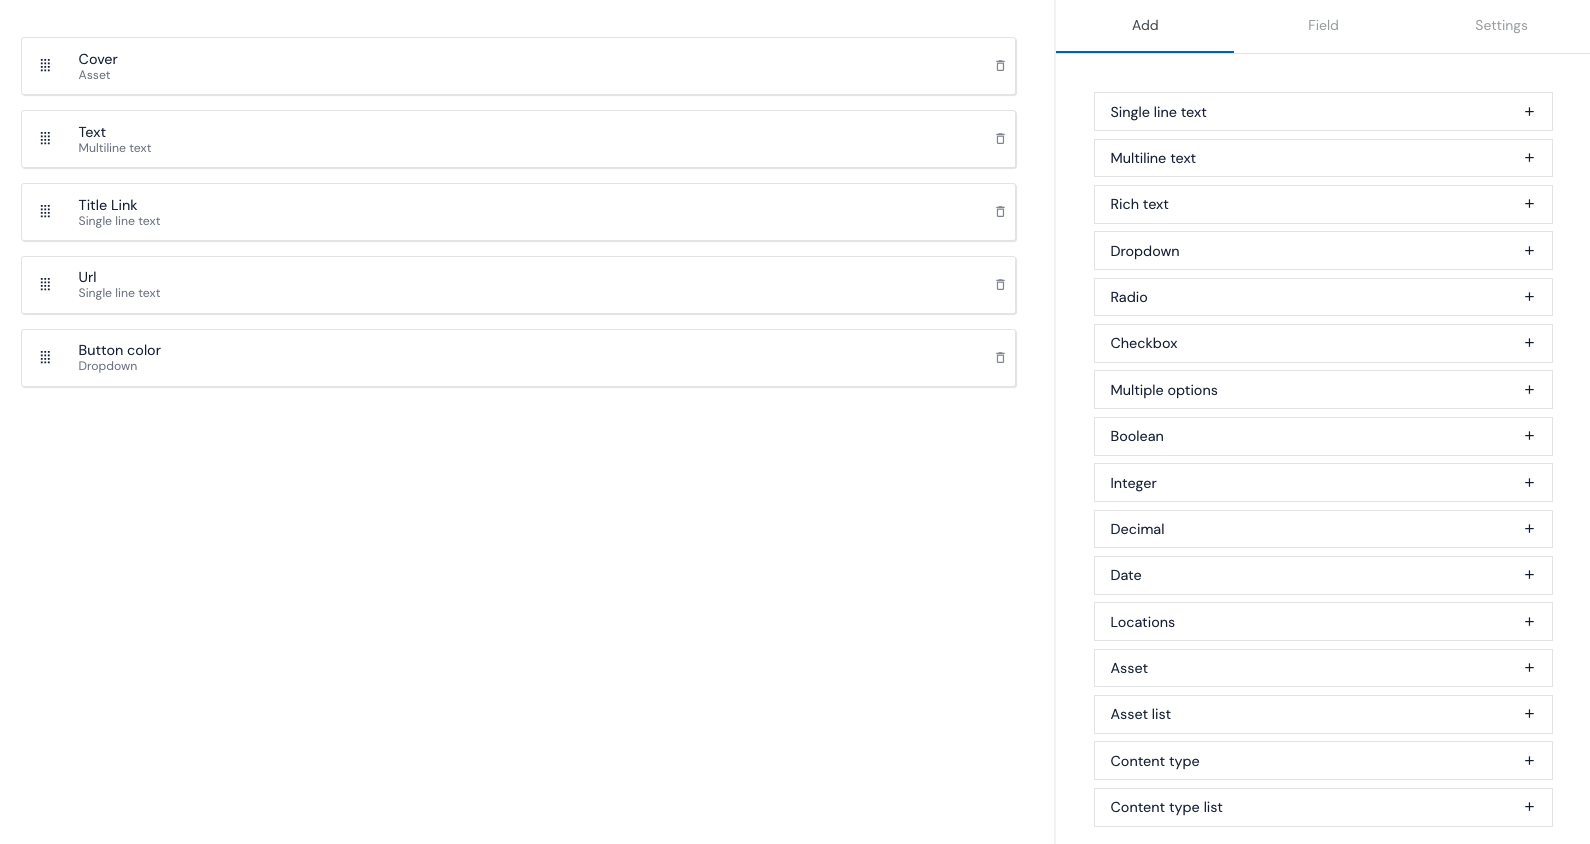 Cover
Asset
Text
Multiline text
Title Link
Single line text
Url
Single line text
Button color
Dropdown
Add Field Settings
Single line text
Multiline text
Rich text
Dropdown
Radio
Checkbox
Multiple options
Boolean
Integer
Decimal
Date
Locations
Asset
Asset list
Content type
Content type list